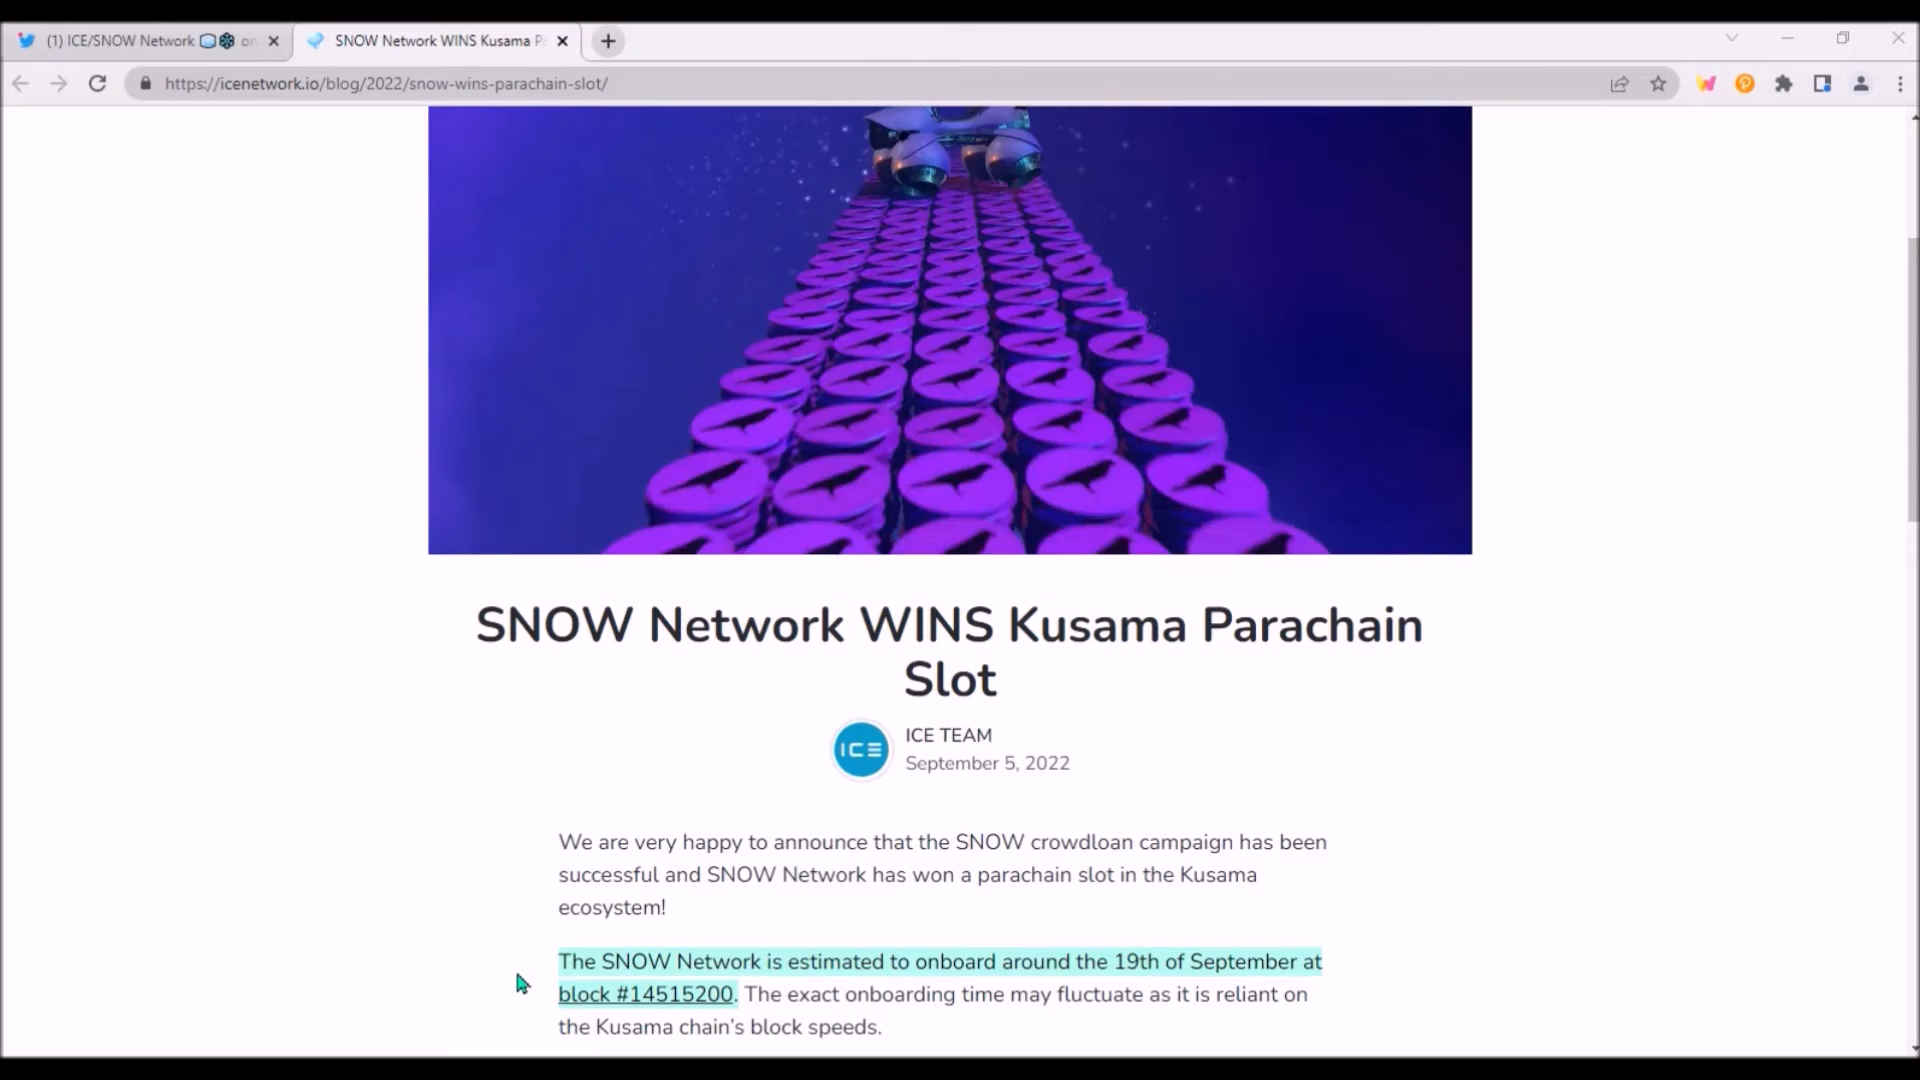 (1) ICE/SNOW Network on
SNOW Network WINS Kusama P
https://icenetwork.io/blog/2022/snow-wins-parachain-slot/
SNOW Network WINS Kusama Parachain
Slot
ICE
ICE TEAM
September 5, 2022
We are very happy to announce that the SNOW crowdloan campaign has been
successful and SNOW Network has won a parachain slot in the Kusama
ecosystem!
The SNOW Network is estimated to onboard around the 19th of September at
block #14515200. The exact onboarding time may fluctuate as it is reliant on
the Kusama chain’s block speeds.